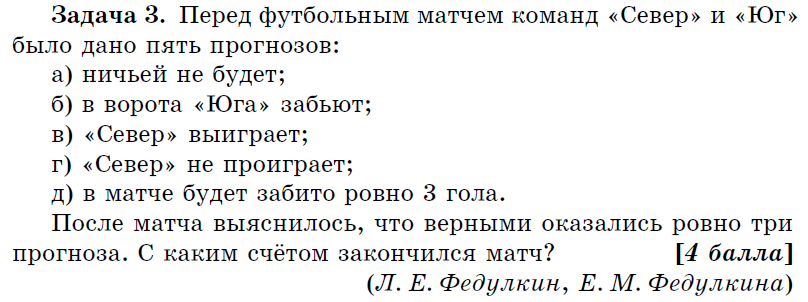 Задача 3. Перед футбольным матчем команд «Север» и «Юг»
было дано пять прогнозов:
а) ничьей не будет;
б) в ворота «Юга» забьют;
в) «Север» выиграет;
г) «Север» не проиграет;
д) в матче будет забито ровно 3 гола.
После матча выяснилось, что верными оказались ровно три
прогноза. С каким счётом закончился матч? [4 балла]
(Л. Е. Федулкин, Е. М. Федулкина)